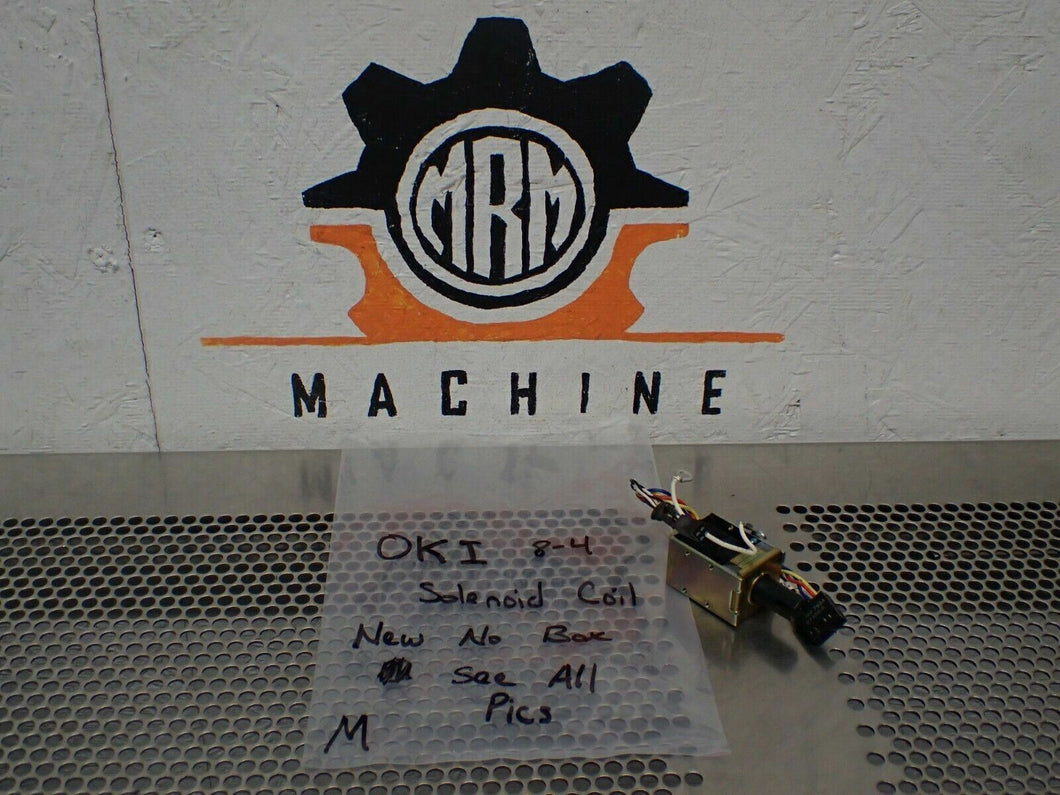 MRM
MACHINE
OKI 8-4
Solenoid Coil
New No Box
See All
Pics
M